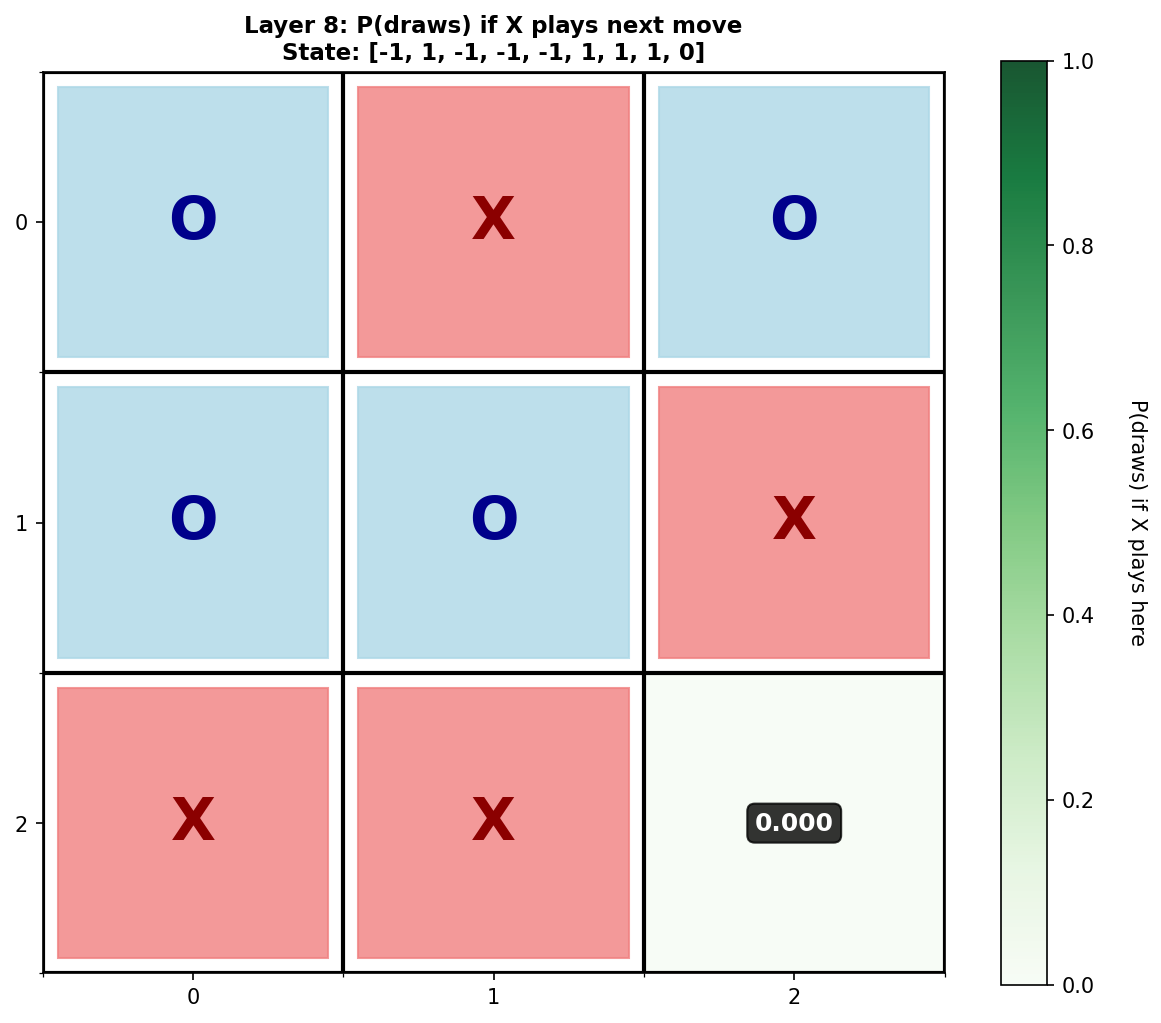 Layer 8: P(draws) if X plays next move
State: [-1, 1, -1, -1, -1, 1, 1, 1, 0]
0 O X O
1 O O X
2 X X 0.000
0 1 2
1.0
0.8
0.6
0.4
0.2
0.0
P(draws) if X plays here